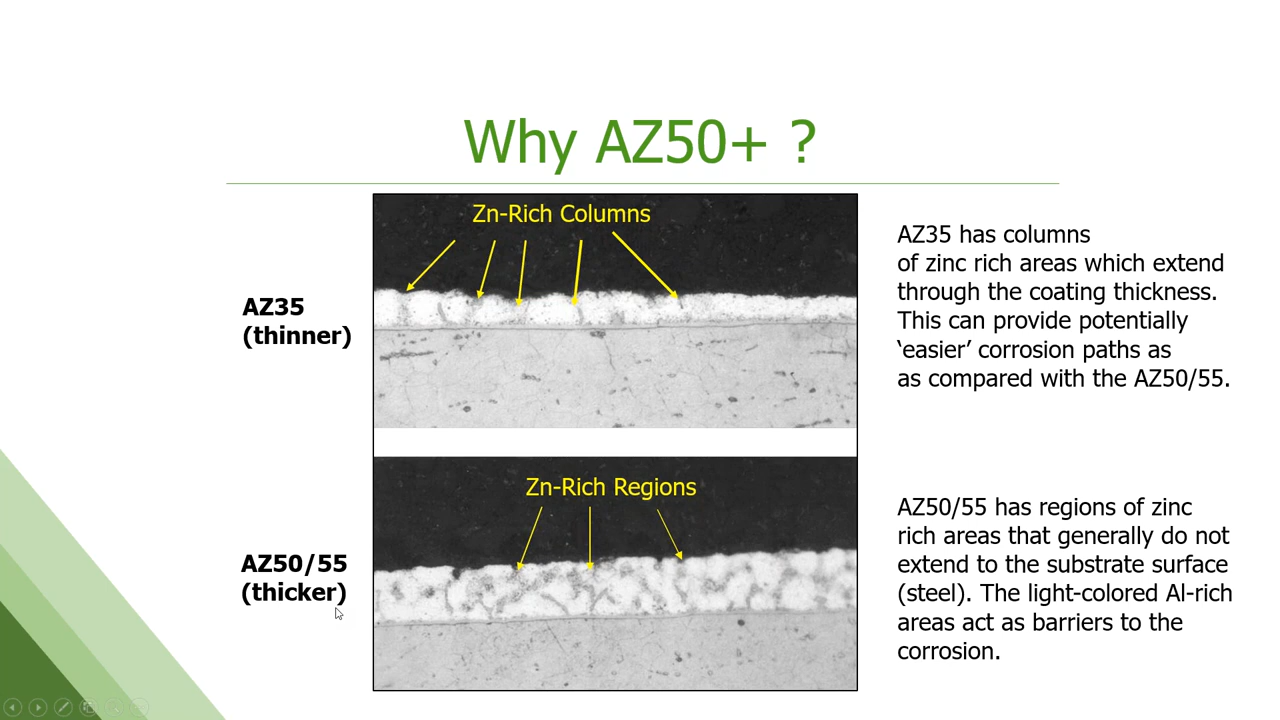 Why AZ50+ ?
Zn-Rich Columns
AZ35
(thinner)
AZ35 has columns
of zinc rich areas which extend
through the coating thickness.
This can provide potentially
‘easier’ corrosion paths as
as compared with the AZ50/55.
Zn-Rich Regions
AZ50/55
(thicker)
AZ50/55 has regions of zinc
rich areas that generally do not
extend to the substrate surface
(steel). The light-colored Al-rich
areas act as barriers to the
corrosion.